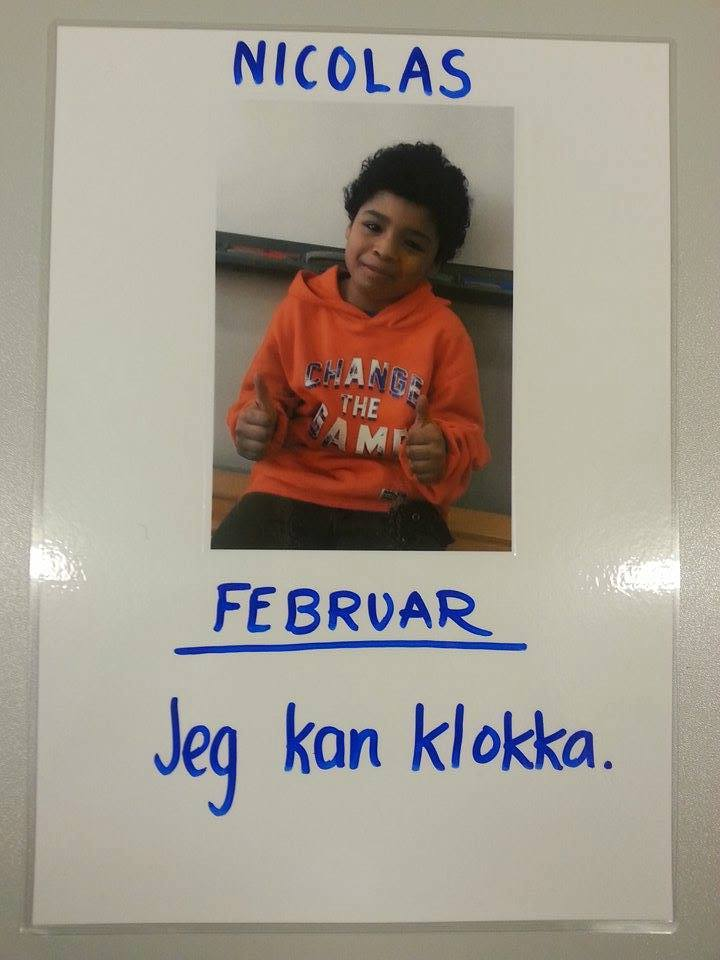 NICOLAS
CHANGE
THE
GAME
FEBRUAR
Jeg kan klokka.